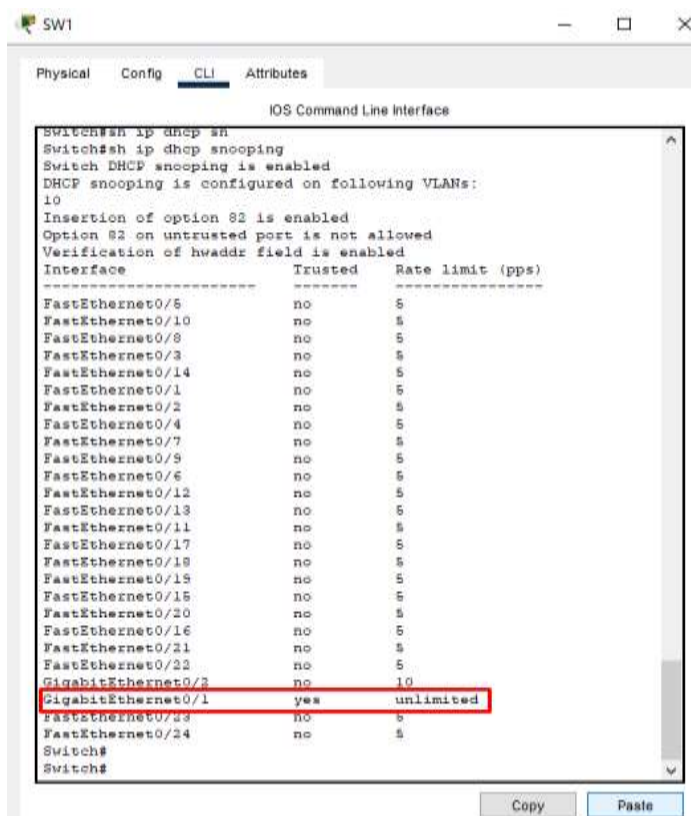 SW1
Physical Config CLI Attributes
IOS Command Line Interface
Switch#sh ip dhcp sn
Switch#sh ip dhcp snooping
Switch DHCP snooping is enabled
DHCP snooping is configured on following VLANs:
10
Insertion of option 82 is enabled
Option 82 on untrusted port is not allowed
Verification of hwaddr field is enabled
Interface Trusted Rate limit (pps)
----------------------- ------- ----------------
FastEthernet0/5 no 5
FastEthernet0/10 no 5
FastEthernet0/8 no 5
FastEthernet0/3 no 5
FastEthernet0/14 no 5
FastEthernet0/1 no 5
FastEthernet0/2 no 5
FastEthernet0/4 no 5
FastEthernet0/7 no 5
FastEthernet0/9 no 5
FastEthernet0/6 no 5
FastEthernet0/12 no 5
FastEthernet0/13 no 5
FastEthernet0/11 no 5
FastEthernet0/17 no 5
FastEthernet0/18 no 5
FastEthernet0/19 no 5
FastEthernet0/15 no 5
FastEthernet0/20 no 5
FastEthernet0/16 no 5
FastEthernet0/21 no 5
FastEthernet0/22 no 5
GigabitEthernet0/2 no 10
GigabitEthernet0/1 yes unlimited
FastEthernet0/23 no 5
FastEthernet0/24 no 5
Switch#
Switch#
Copy Paste